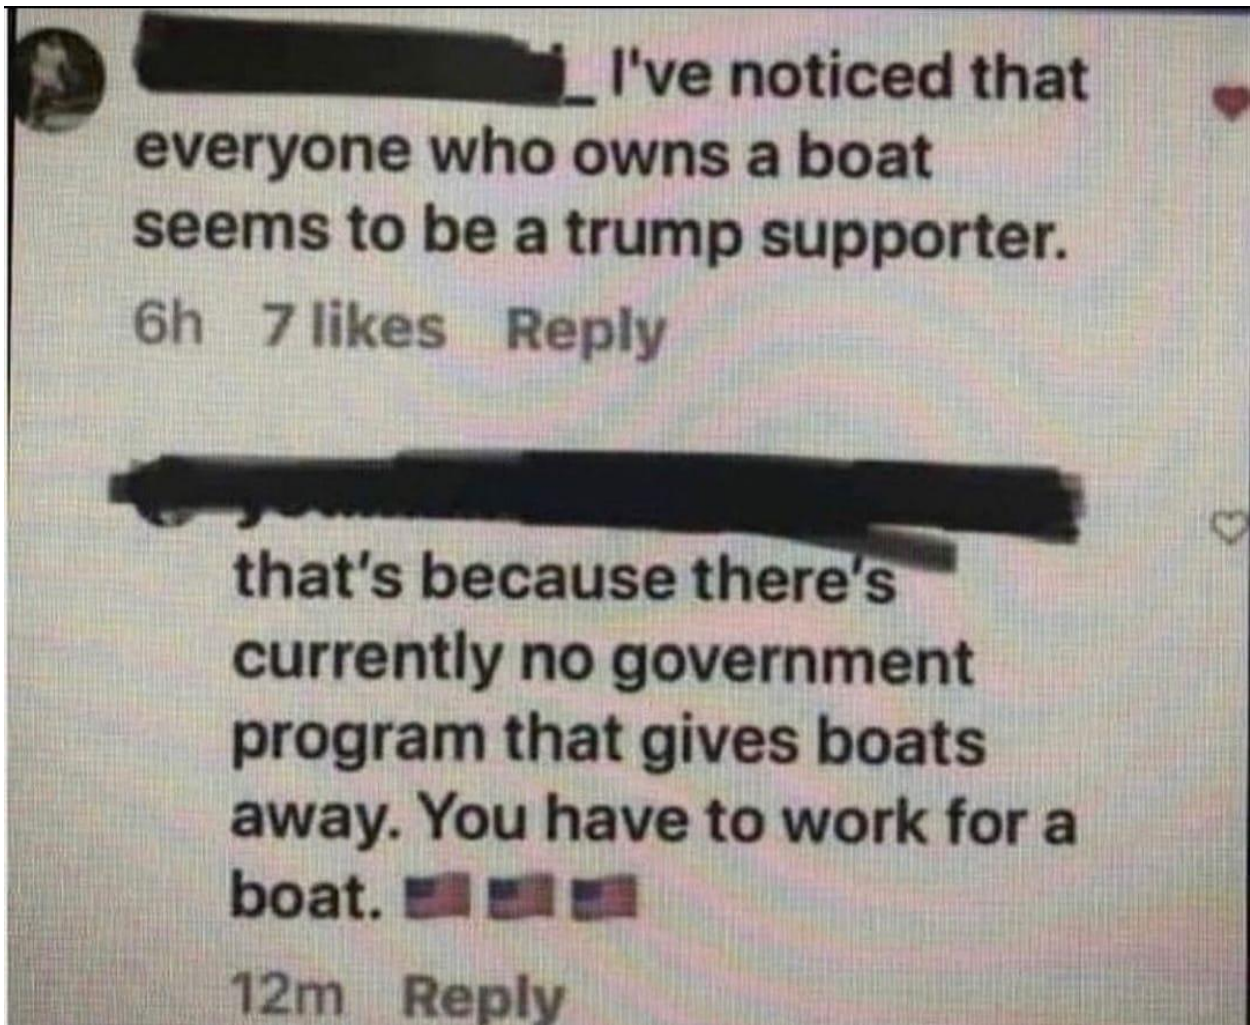 I've noticed that
everyone who owns a boat
seems to be a trump supporter.
6h 7 likes Reply
that's because there's
currently no government
program that gives boats
away. You have to work for a
boat. 🇺🇸 🇺🇸 🇺🇸
12m Reply